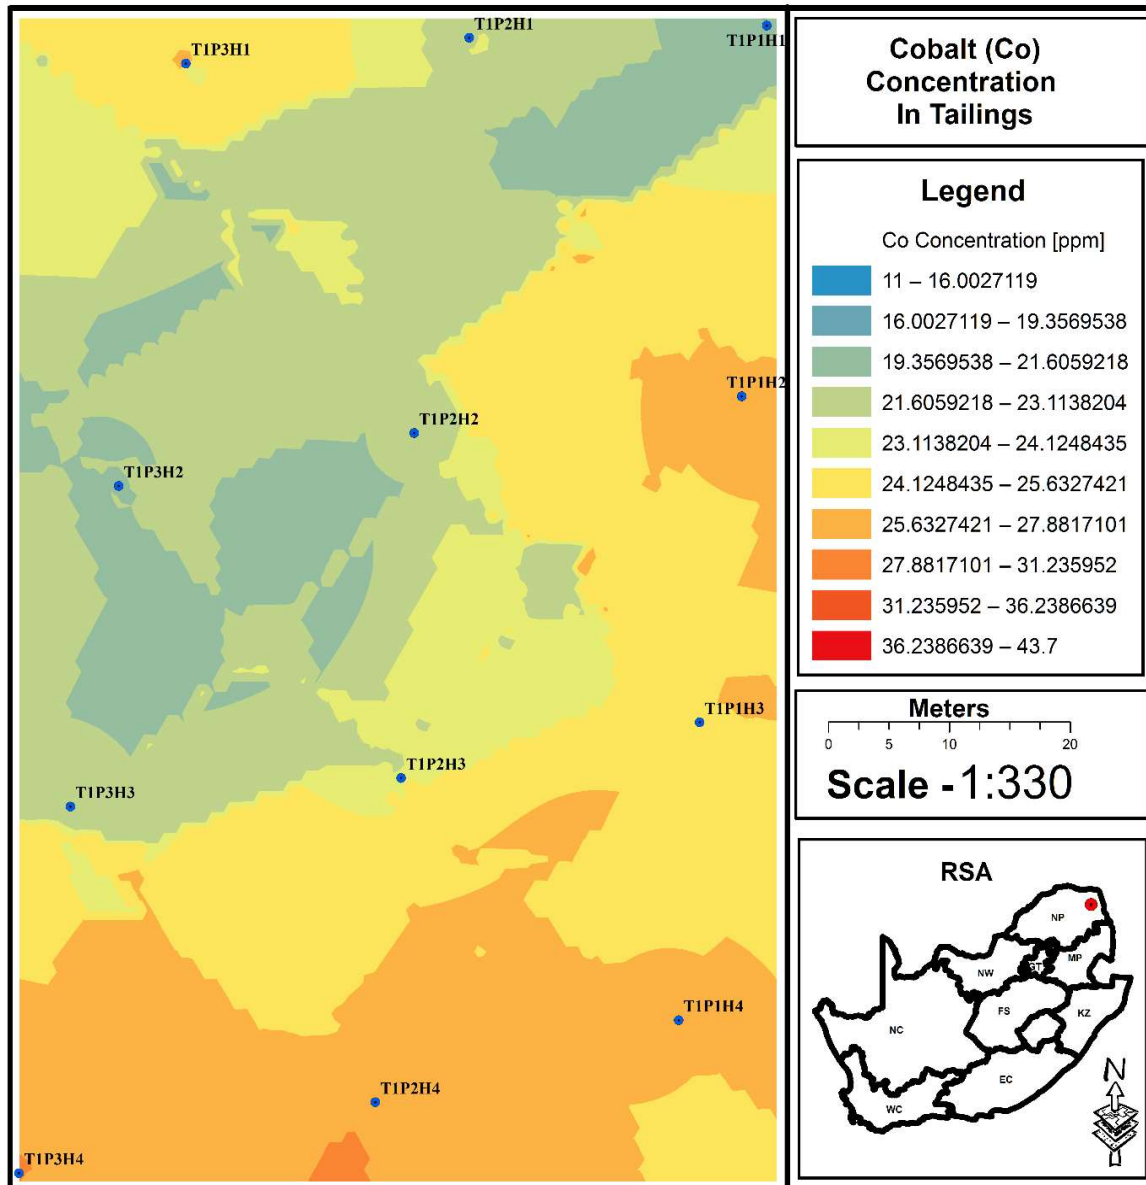 T1P3H1
T1P2H1
T1P1H1
T1P1H2
T1P2H2
T1P3H2
T1P1H3
T1P2H3
T1P3H3
T1P1H4
T1P2H4
T1P3H4
Cobalt (Co)
Concentration
In Tailings
Legend
Co Concentration [ppm]
11 – 16.0027119
16.0027119 – 19.3569538
19.3569538 – 21.6059218
21.6059218 – 23.1138204
23.1138204 – 24.1248435
24.1248435 – 25.6327421
25.6327421 – 27.8817101
27.8817101 – 31.235952
31.235952 – 36.2386639
36.2386639 – 43.7
Meters
0 5 10 20
Scale - 1:330
RSA
NP
MP
GT
NW
FS
KZ
NC
EC
WC
N